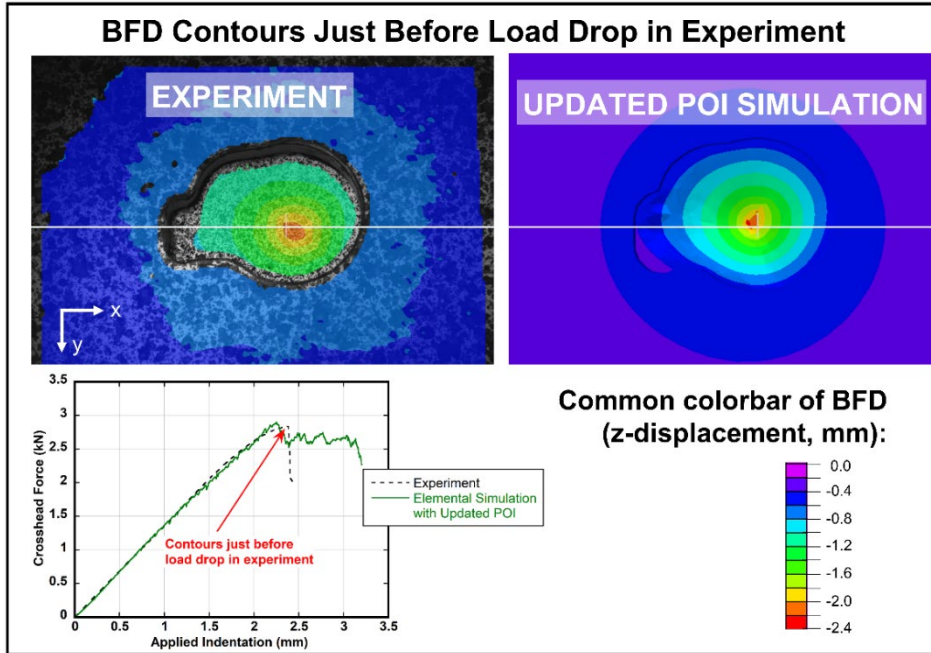 BFD Contours Just Before Load Drop in Experiment
EXPERIMENT
UPDATED POI SIMULATION
x
y
3.5
3
2.5
2
1.5
1
0.5
0
Crosshead Force (kN)
0 0.5 1 1.5 2 2.5 3 3.5
Applied Indentation (mm)
Experiment
Elemental Simulation
with Updated POI
Contours just before
load drop in experiment
Common colorbar of BFD
(z-displacement, mm):
0.0
-0.4
-0.8
-1.2
-1.6
-2.0
-2.4